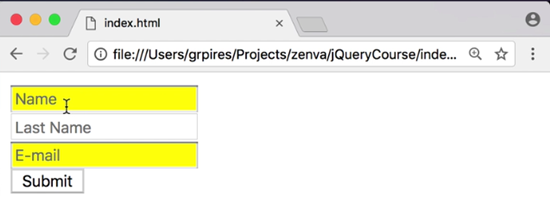 index.html
file:///Users/grpires/Projects/zenva/jQueryCourse/inde...
Name
Last Name
E-mail
Submit